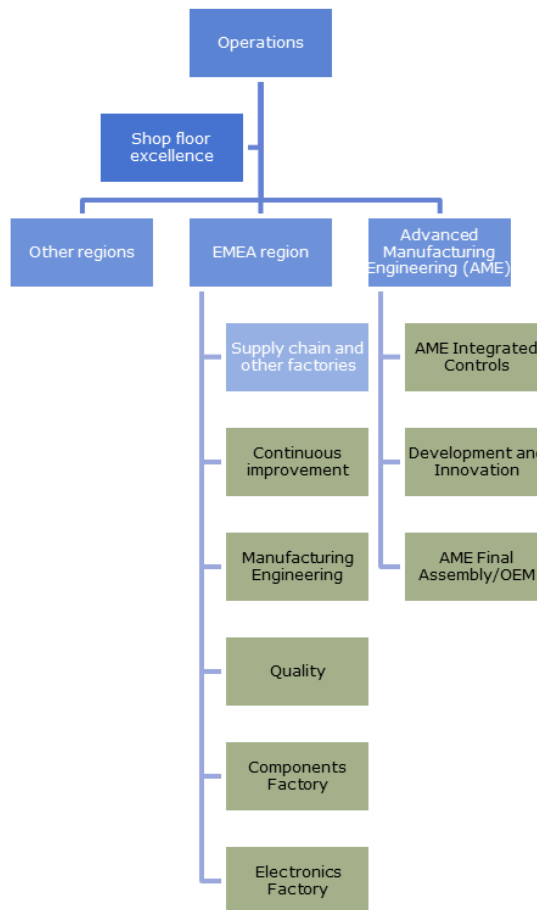 Operations
Shop floor
excellence
Other regions
EMEA region
Advanced
Manufacturing
Engineering (AME)
Supply chain and
other factories
Continuous
improvement
Manufacturing
Engineering
Quality
Components
Factory
Electronics
Factory
AME Integrated
Controls
Development and
Innovation
AME Final
Assembly/OEM